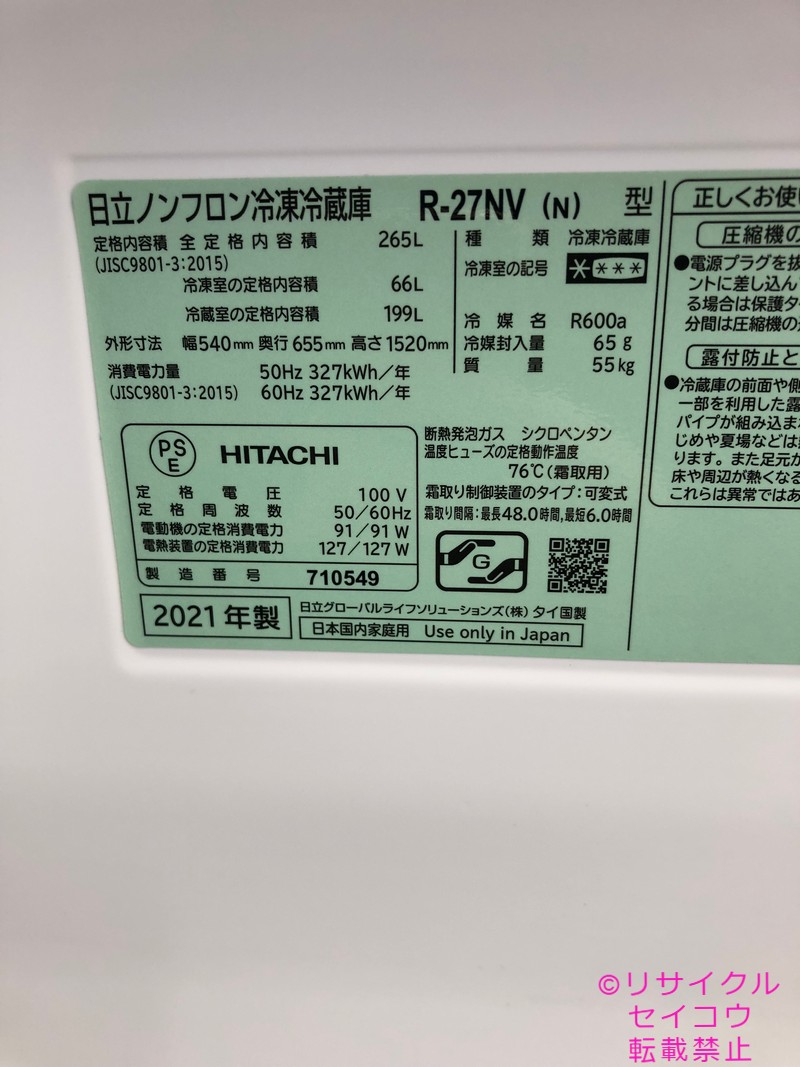 日立ノンフロン冷凍冷蔵庫 R-27NV (N) 型
定格内容積 全定格内容積 265L
(JISC9801-3:2015)
冷凍室の定格内容積 66L
冷蔵室の定格内容積 199L
外形寸法 幅540mm 奥行655mm 高さ1520mm
消費電力量 50Hz 327kWh/年
(JISC9801-3:2015) 60Hz 327kWh/年
種類 冷凍冷蔵庫
冷凍室の記号 ****
冷媒名 R600a
冷媒封入量 65g
質量 55kg
PS
E
HITACHI
定格電圧 100V
定格周波数 50/60Hz
電動機の定格消費電力 91/91W
電熱装置の定格消費電力 127/127W
製造番号 710549
断熱発泡ガス シクロペンタン
温度ヒューズの定格動作温度
76℃(霜取用)
霜取り制御装置のタイプ:可変式
霜取り間隔:最長48.0時間,最短6.0時間
G
2021年製
日立グローバルライフソリューションズ(株) タイ国製
日本国内家庭用 Use only in Japan
正しくお使い
圧縮機の
●電源プラグを抜
ントに差し込ん
る場合は保護タ
分間は圧縮機の
露付防止と
●冷蔵庫の前面や側
一部を利用した露
パイプが組み込ま
じめや夏場などは
ります。また足元か
床や周辺が熱くなる
これらは異常ではあ
©リサイクル
セイコウ
転載禁止